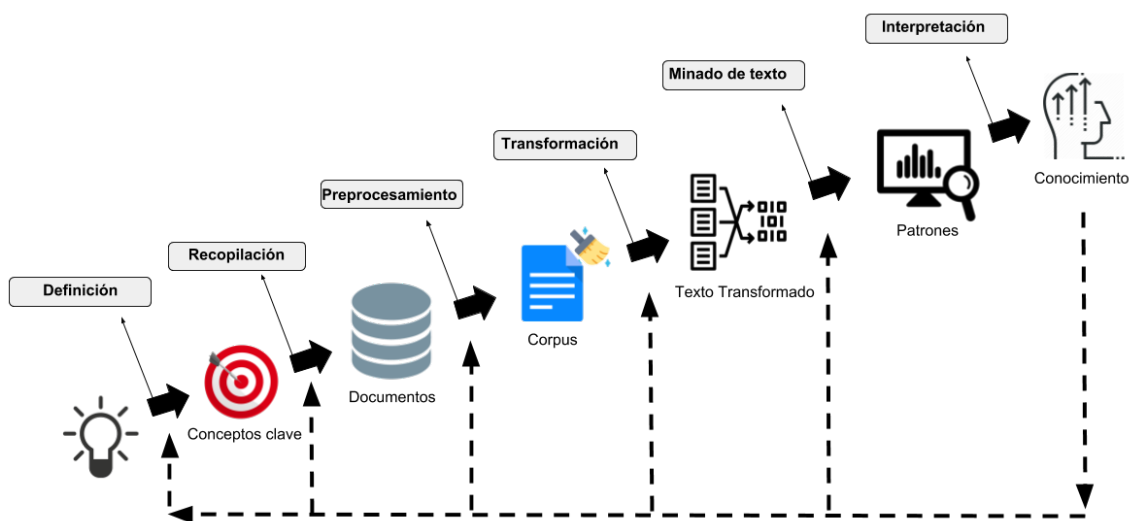 Interpretación
Minado de texto
Conocimiento
Transformación
Patrones
Preprocesamiento
Texto Transformado
Recopilación
Corpus
Definición
Documentos
Conceptos clave